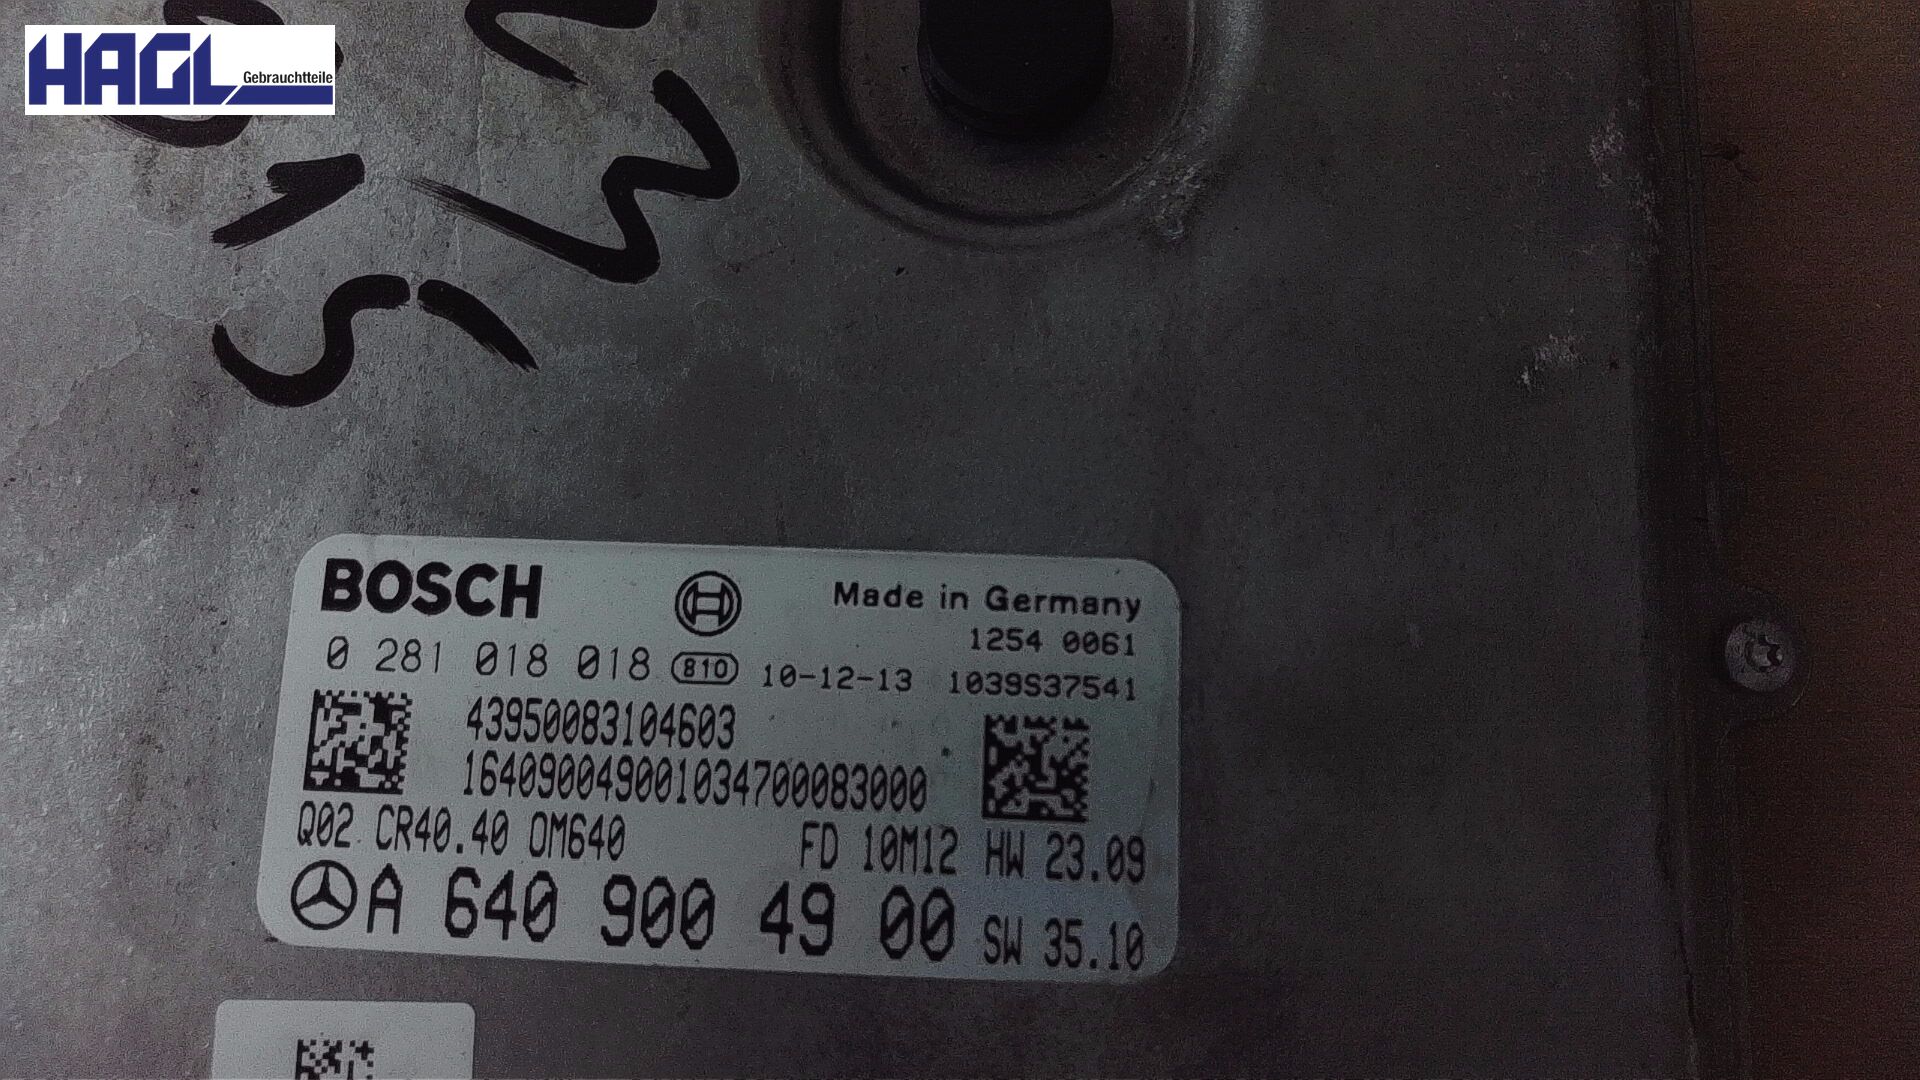 HAGL
Gebrauchtteile
BOSCH
Made in Germany
1254 0061
0 281 018 018 810 10-12-13 1039S37541
43950083104603
164090049001034700083000
Q02 CR40.40 OM640 FD 10M12 HW 23.09
A 640 900 49 00 SW 35.10